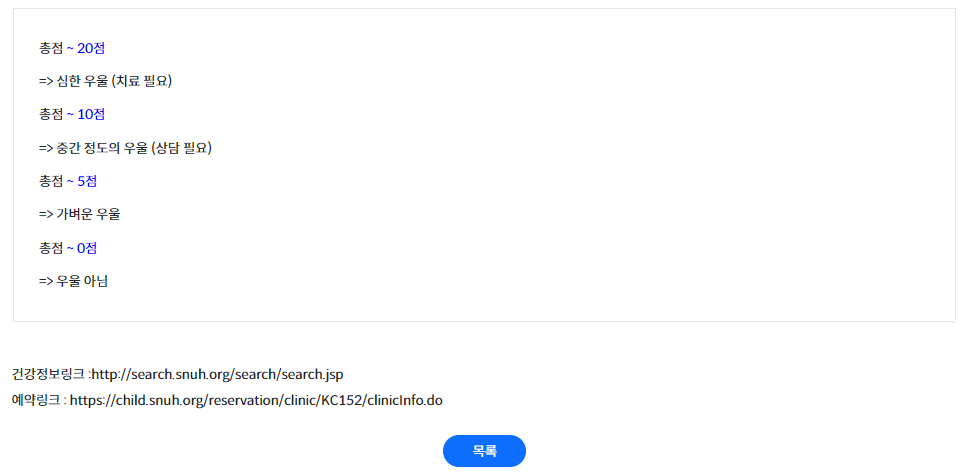 총점 ~ 20점
=> 심한 우울 (치료 필요)
총점 ~ 10점
=> 중간 정도의 우울 (상담 필요)
총점 ~ 5점
=> 가벼운 우울
총점 ~ 0점
=> 우울 아님
건강정보링크 :http://search.snuh.org/search/search.jsp
예약링크 : https://child.snuh.org/reservation/clinic/KC152/clinicInfo.do
목록